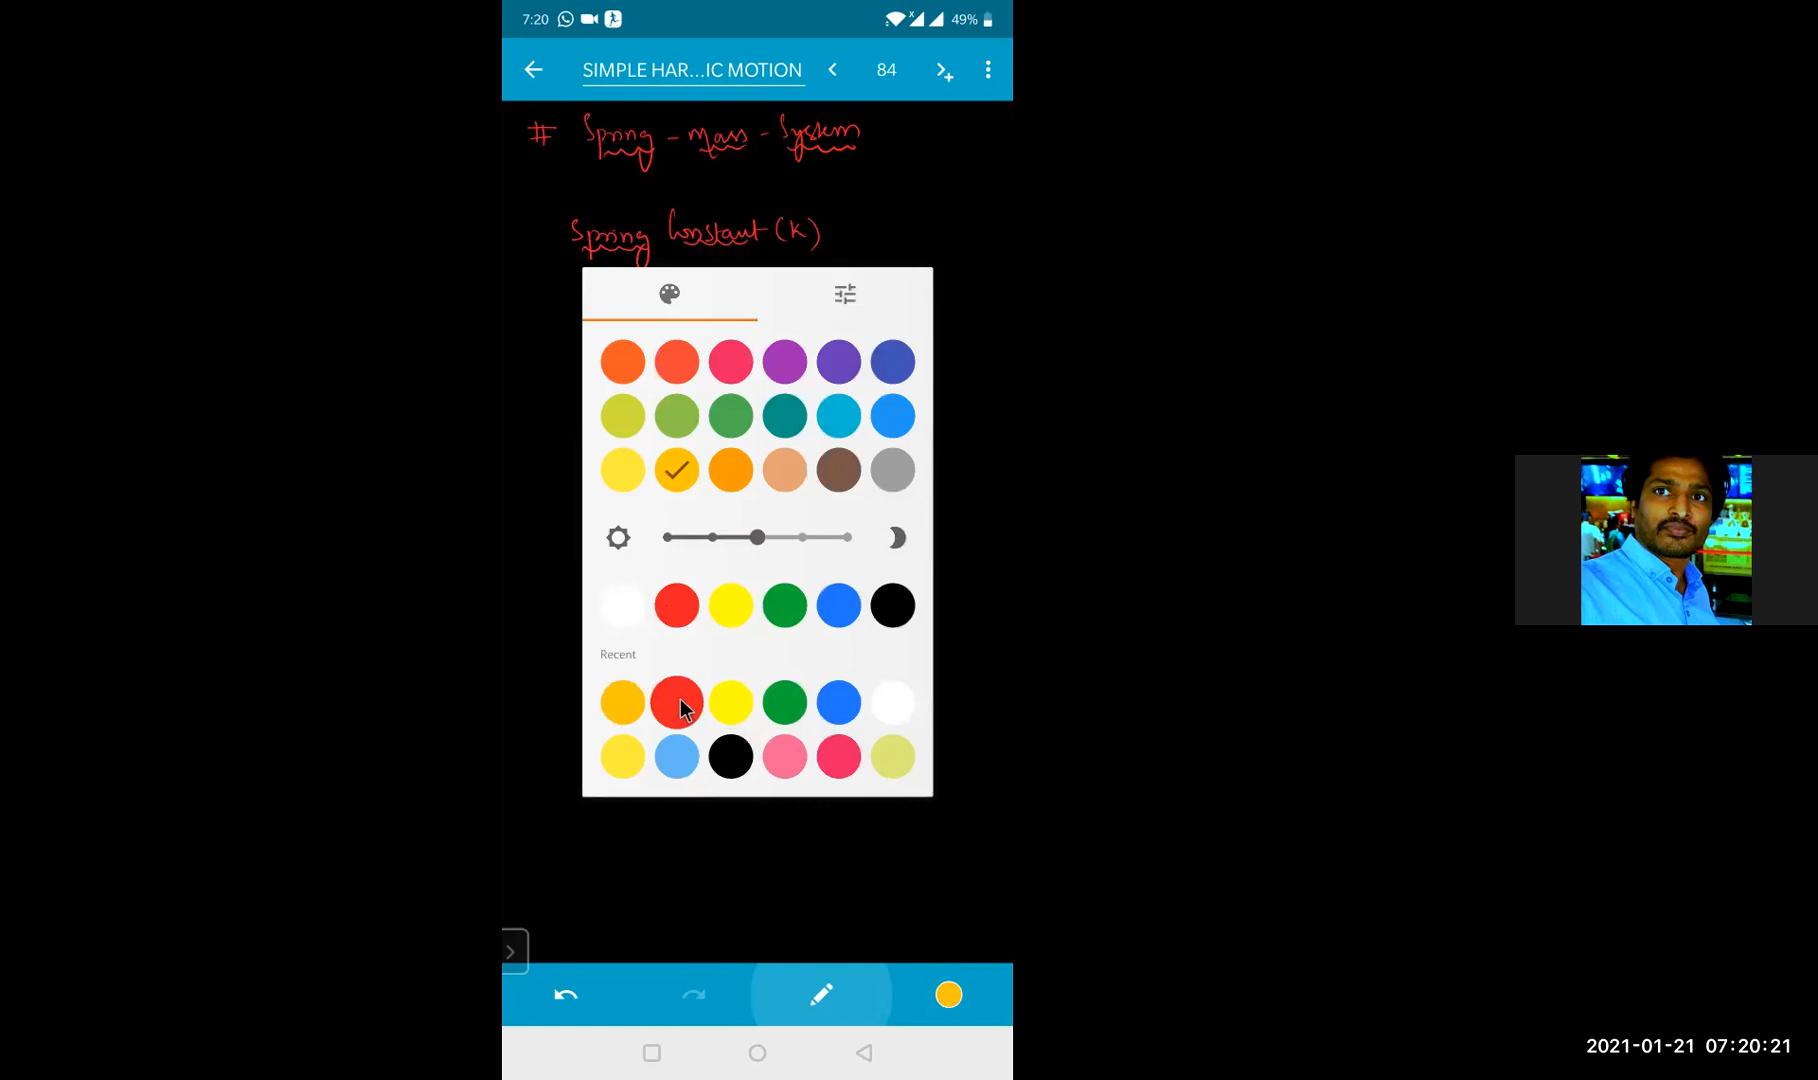 7:20 49%
SIMPLE HAR...IC MOTION 84
# Spring - Mass - System
Spring Constant (K)
Recent
2021-01-21 07:20:21